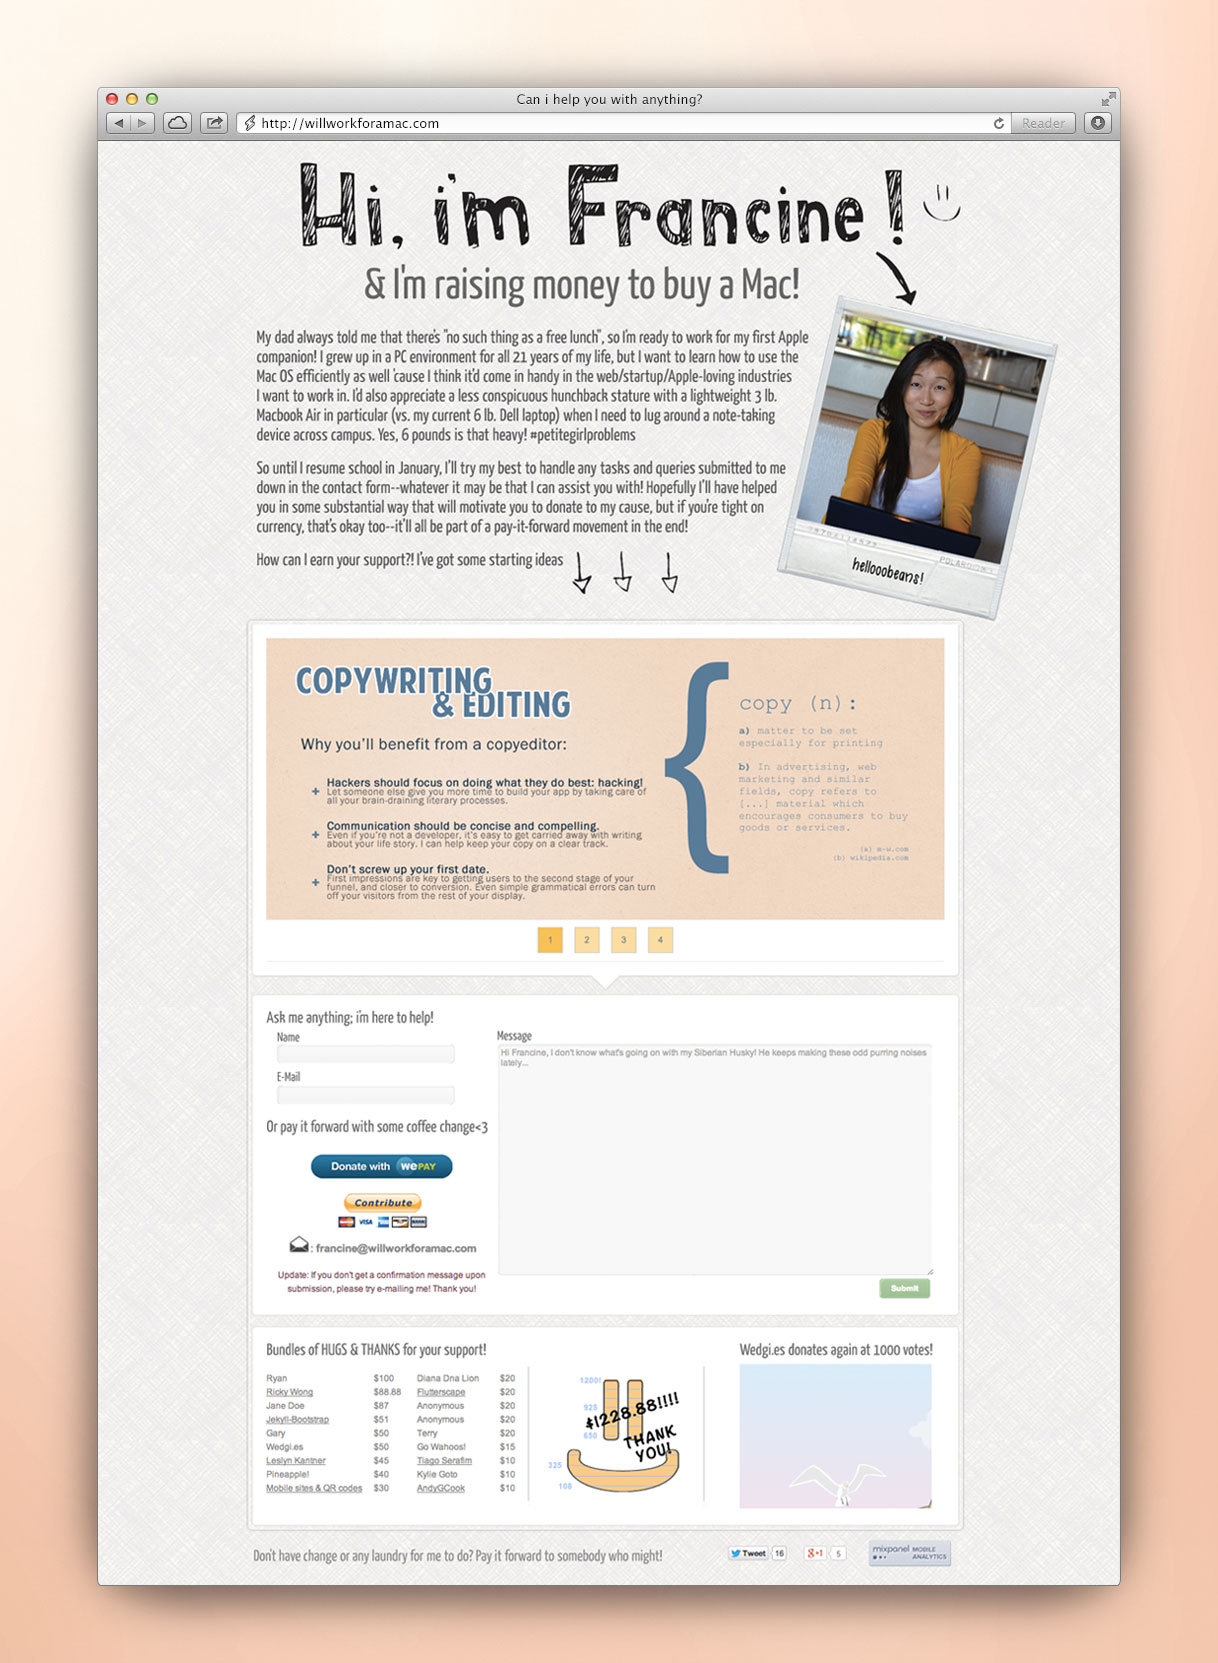 Can i help you with anything?
http://willworkforamac.com
Reader
Hi, i'm Francine!
& I'm raising money to buy a Mac!
My dad always told me that there's "no such thing as a free lunch", so I'm ready to work for my first Apple
companion! I grew up in a PC environment for all 21 years of my life, but I want to learn how to use the
Mac OS efficiently as well 'cause I think it'd come in handy in the web/startup/Apple-loving industries
I want to work in. I'd also appreciate a less conspicuous hunchback stature with a lightweight 3 lb.
Macbook Air in particular (vs. my current 6 lb. Dell laptop) when I need to lug around a note-taking
device across campus. Yes, 6 pounds is that heavy! #petitegirlproblems
So until I resume school in January, I'll try my best to handle any tasks and queries submitted to me
down in the contact form--whatever it may be that I can assist you with! Hopefully I'll have helped
you in some substantial way that will motivate you to donate to my cause, but if you're tight on
currency, that's okay too--it'll all be part of a pay-it-forward movement in the end!
How can I earn your support?! I've got some starting ideas
POLAROID
hellooobeans!
COPYWRITING
& EDITING
Why you'll benefit from a copyeditor:
+ Hackers should focus on doing what they do best: hacking!
Let someone else give you more time to build your app by taking care of
all your brain-draining literary processes.
+ Communication should be concise and compelling.
Even if you're not a developer, it's easy to get carried away with writing
about your life story. I can help keep your copy on a clear track.
+ Don't screw up your first date.
First impressions are key to getting users to the second stage of your
funnel, and closer to conversion. Even simple grammatical errors can turn
off your visitors from the rest of your display.
{
copy (n):
a) matter to be set
especially for printing
b) In advertising, web
marketing and similar
fields, copy refers to
[...] material which
encourages consumers to buy
goods or services.
(a) m-w.com
(b) wikipedia.com
1 2 3 4
Ask me anything; i'm here to help!
Name
E-Mail
Message
Hi Francine, I don't know what's going on with my Siberian Husky! He keeps making these odd purring noises
lately...
Or pay it forward with some coffee change<3
Donate with wePAY
Contribute
VISA
: francine@willworkforamac.com
Update: If you don't get a confirmation message upon
submission, please try e-mailing me! Thank you!
Submit
Bundles of HUGS & THANKS for your support!
Ryan $100 Diana Dna Lion $20
Ricky Wong $88.88 Flutterscape $20
Jane Doe $87 Anonymous $20
Jekyll-Bootstrap $51 Anonymous $20
Gary $50 Terry $20
Wedgi.es $50 Go Wahoos! $15
Leslyn Kantner $45 Tiago Serafim $10
Pineapple! $40 Kylie Goto $10
Mobile sites & QR codes $30 AndyGCook $10
1200!
925
650
325
108
$1228.88!!!!
THANK
YOU!
Wedgi.es donates again at 1000 votes!
Don't have change or any laundry for me to do? Pay it forward to somebody who might!
Tweet 16
g+1 5
mixpanel MOBILE
ANALYTICS